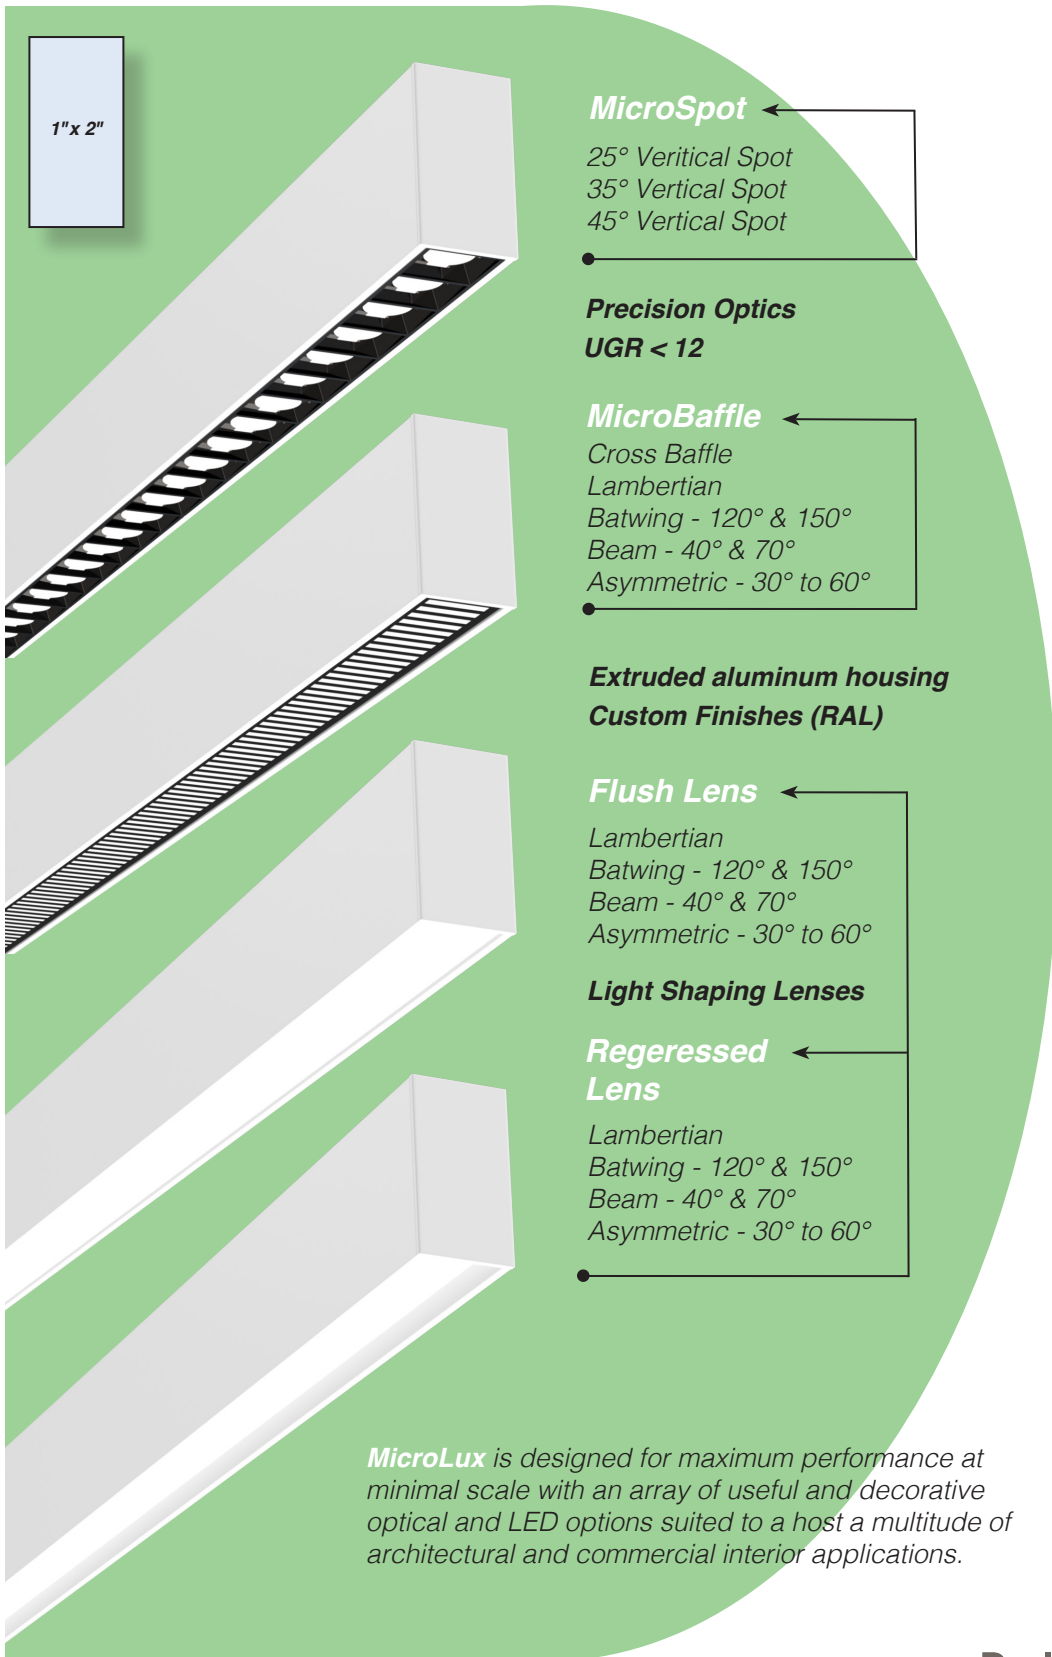 1"x 2"
MicroSpot
25° Veritical Spot
35° Vertical Spot
45° Vertical Spot
Precision Optics
UGR < 12
MicroBaffle
Cross Baffle
Lambertian
Batwing - 120° & 150°
Beam - 40° & 70°
Asymmetric - 30° to 60°
Extruded aluminum housing
Custom Finishes (RAL)
Flush Lens
Lambertian
Batwing - 120° & 150°
Beam - 40° & 70°
Asymmetric - 30° to 60°
Light Shaping Lenses
Regeressed
Lens
Lambertian
Batwing - 120° & 150°
Beam - 40° & 70°
Asymmetric - 30° to 60°
MicroLux is designed for maximum performance at
minimal scale with an array of useful and decorative
optical and LED options suited to a host a multitude of
architectural and commercial interior applications.